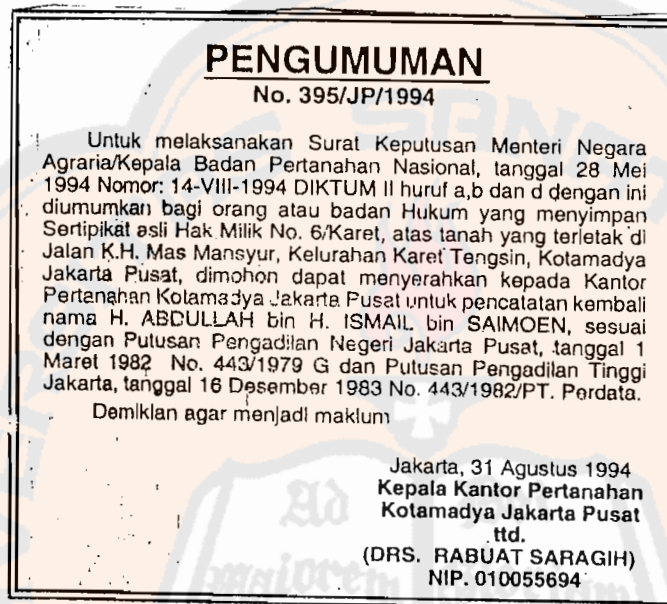 PENGUMUMAN
No. 395/JP/1994
Untuk melaksanakan Surat Keputusan Menteri Negara
Agraria/Kepala Badan Pertanahan Nasional, tanggal 28 Mei
1994 Nomor: 14-VIII-1994 DIKTUM II huruf a,b dan d dengan ini
diumumkan bagi orang atau badan Hukum yang menyimpan
Sertipikat asli Hak Milik No. 6/Karet, atas tanah yang terletak di
Jalan K.H. Mas Mansyur, Kelurahan Karet Tengsin, Kotamadya
Jakarta Pusat, dimohon dapat menyerahkan kepada Kantor
Pertanahan Kotamadya Jakarta Pusat untuk pencatatan kembali
nama H. ABDULLAH bin H. ISMAIL bin SAIMOEN, sesuai
dengan Putusan Pengadilan Negeri Jakarta Pusat, tanggal 1
Maret 1982 No. 443/1979 G dan Putusan Pengadilan Tinggi
Jakarta, tanggal 16 Desember 1983 No. 443/1982/PT. Perdata.
Demikian agar menjadi maklum
Jakarta, 31 Agustus 1994
Kepala Kantor Pertanahan
Kotamadya Jakarta Pusat
ttd.
(DRS. RABUAT SARAGIH)
NIP. 010055694
Ad
maiorem